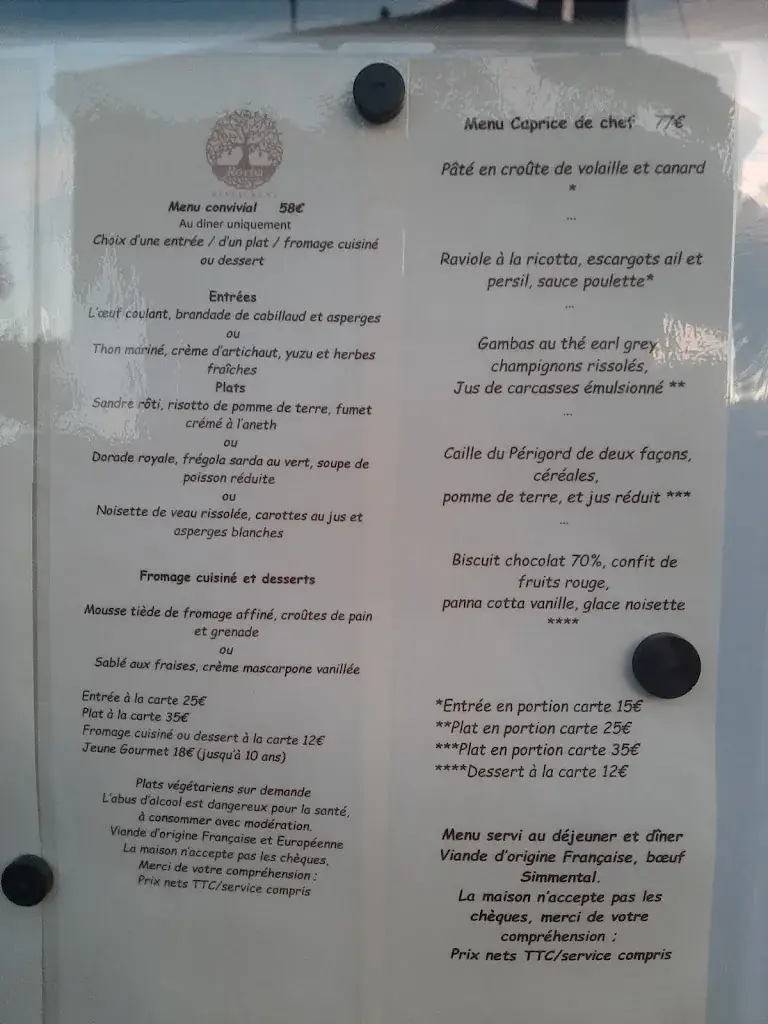 RESTAURANT
Menu convivial 58€
Au diner uniquement
Choix d'une entrée / d'un plat / fromage cuisiné
ou dessert
Entrées
L'œuf coulant, brandade de cabillaud et asperges
ou
Thon mariné, crème d'artichaut, yuzu et herbes
fraîches
Plats
Sandre rôti, risotto de pomme de terre, fumet
crémé à l'aneth
ou
Dorade royale, frégola sarda au vert, soupe de
poisson réduite
ou
Noisette de veau rissolée, carottes au jus et
asperges blanches
Fromage cuisiné et desserts
Mousse tiède de fromage affiné, croûtes de pain
et grenade
ou
Sablé aux fraises, crème mascarpone vanillée
Entrée à la carte 25€
Plat à la carte 35€
Fromage cuisiné ou dessert à la carte 12€
Jeune Gourmet 18€ (jusqu'à 10 ans)
Plats végétariens sur demande
L'abus d'alcool est dangereux pour la santé,
à consommer avec modération.
Viande d'origine Française et Européenne
La maison n'accepte pas les chèques,
Merci de votre compréhension :
Prix nets TTC/service compris
Menu Caprice de chef 77€
Pâté en croûte de volaille et canard
*
...
Raviole à la ricotta, escargots ail et
persil, sauce poulette*
...
Gambas au thé earl grey
champignons rissolés,
Jus de carcasses émulsionné **
...
Caille du Périgord de deux façons,
céréales,
pomme de terre, et jus réduit ***
...
Biscuit chocolat 70%, confit de
fruits rouge,
panna cotta vanille, glace noisette
****
*Entrée en portion carte 15€
**Plat en portion carte 25€
***Plat en portion carte 35€
****Dessert à la carte 12€
Menu servi au déjeuner et dîner
Viande d'origine Française, bœuf
Simmental.
La maison n'accepte pas les
chèques, merci de votre
compréhension ;
Prix nets TTC/service compris